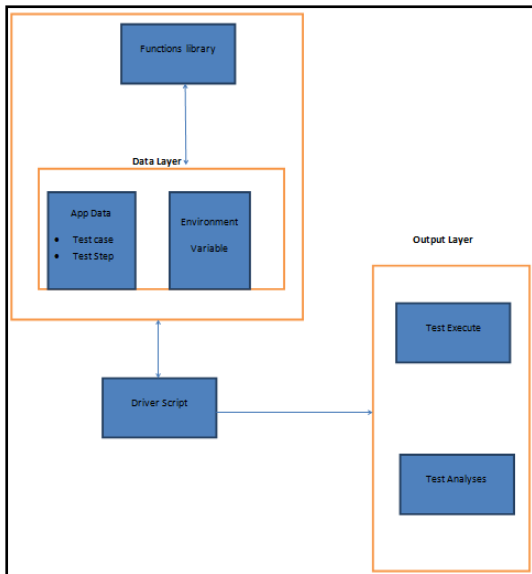 Functions library
Data Layer
App Data
• Test case
• Test Step
Environment
Variable
Output Layer
Test Execute
Driver Script
Test Analyses